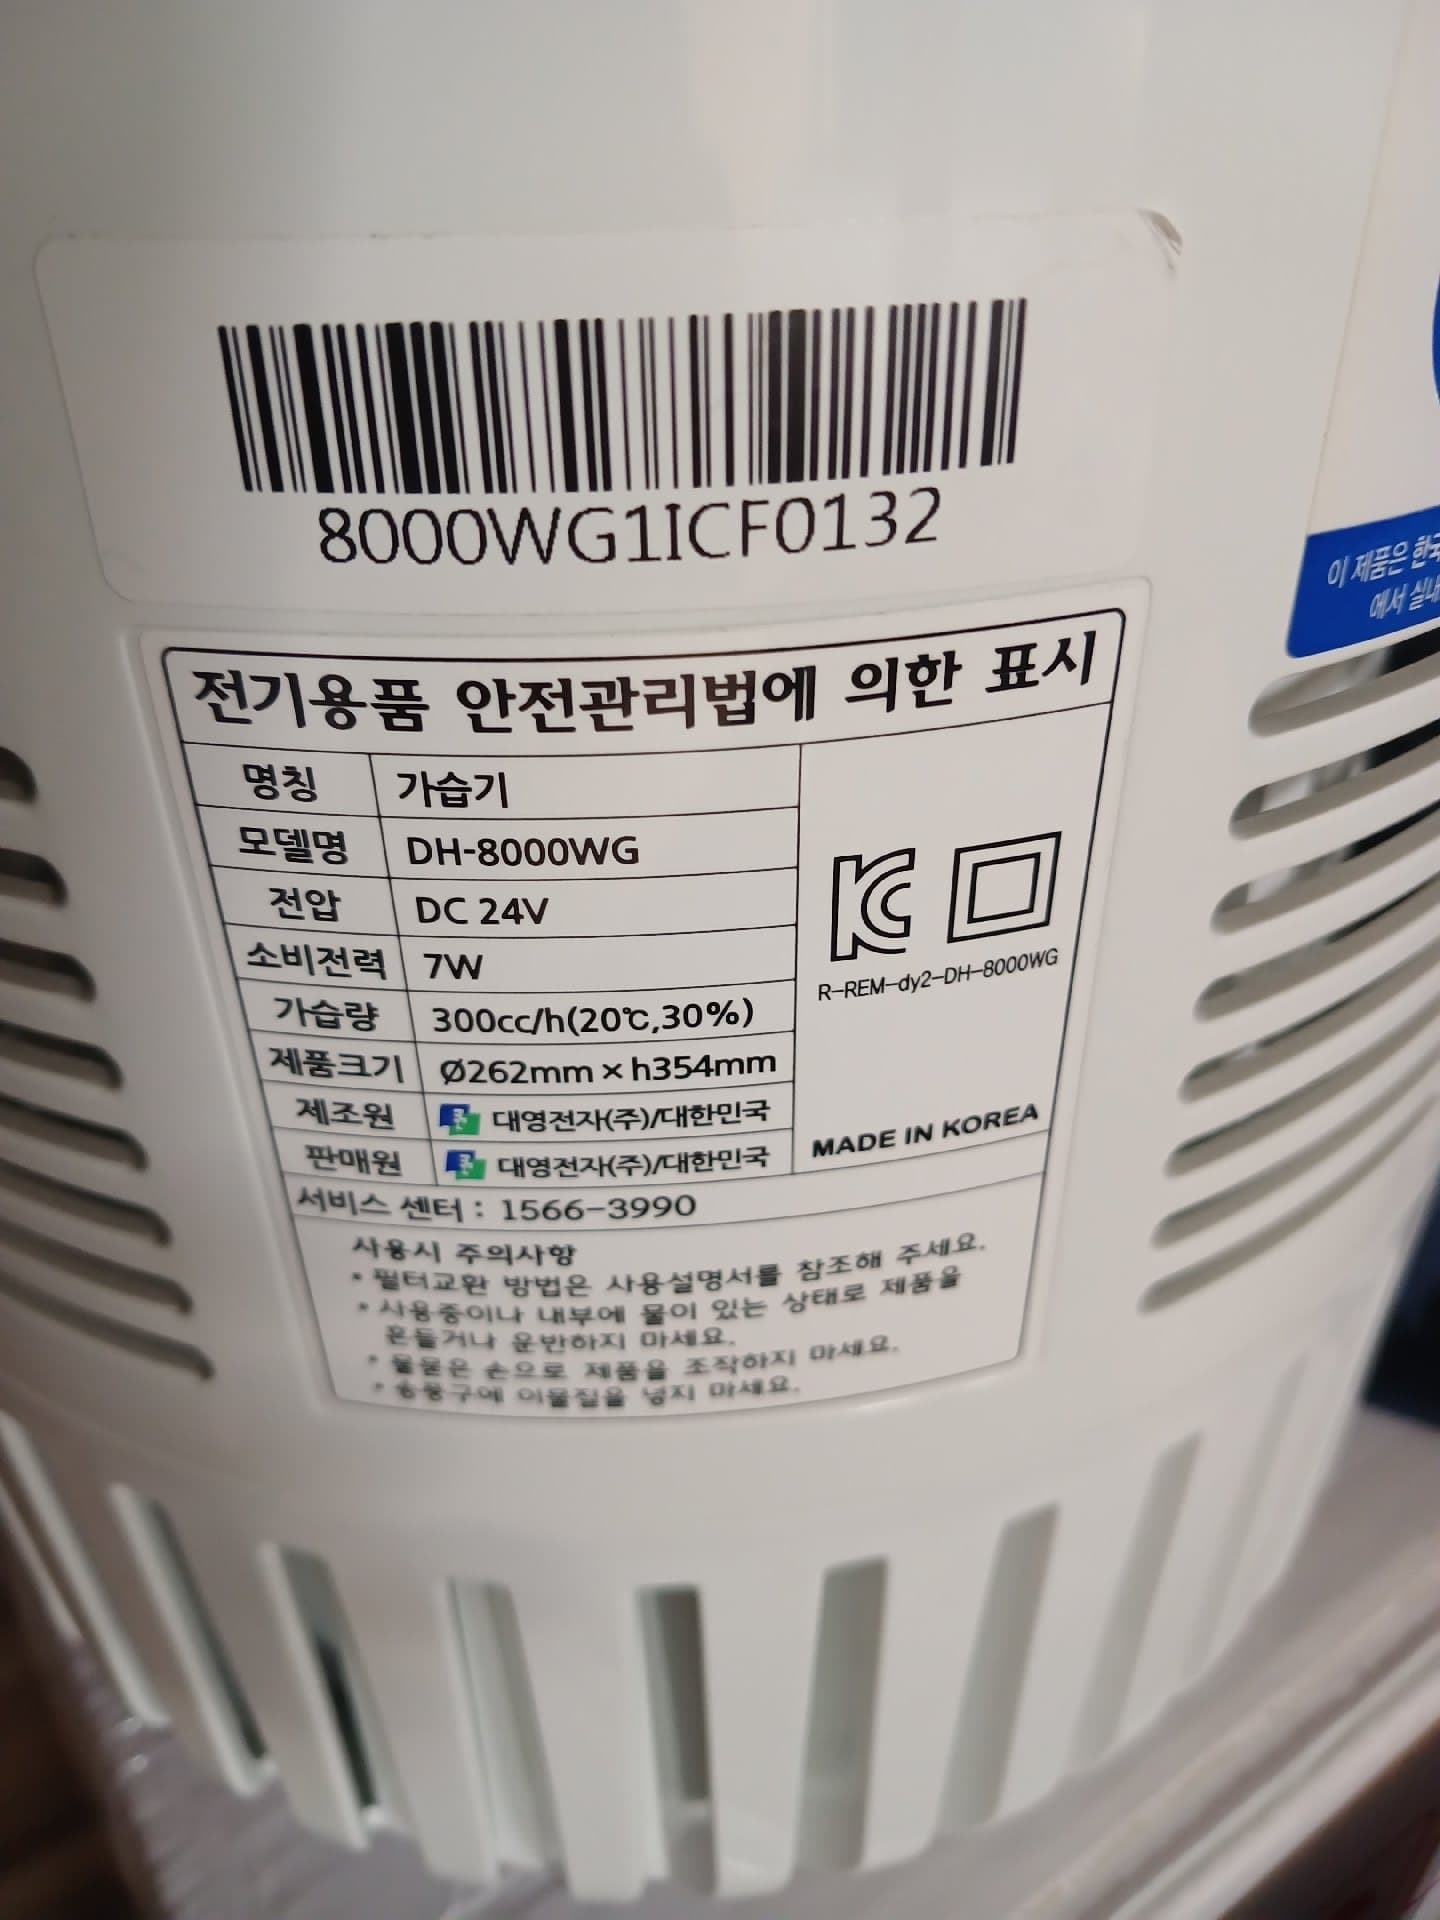 8000WG1ICF0132
이 제품은 한국
에서 실내
전기용품 안전관리법에 의한 표시
명칭 가습기
모델명 DH-8000WG
전압 DC 24V
소비전력 7W
가습량 300cc/h(20℃,30%)
제품크기 Ø262mm×h354mm
제조원 대영전자(주)/대한민국
판매원 대영전자(주)/대한민국
R-REM-dy2-DH-8000WG
MADE IN KOREA
서비스 센터 : 1566-3990
사용시 주의사항
• 필터교환 방법은 사용설명서를 참조해 주세요.
• 사용중이나 내부에 물이 있는 상태로 제품을
흔들거나 운반하지 마세요.
• 물묻은 손으로 제품을 조작하지 마세요.
• 송풍구에 이물질을 넣지 마세요.